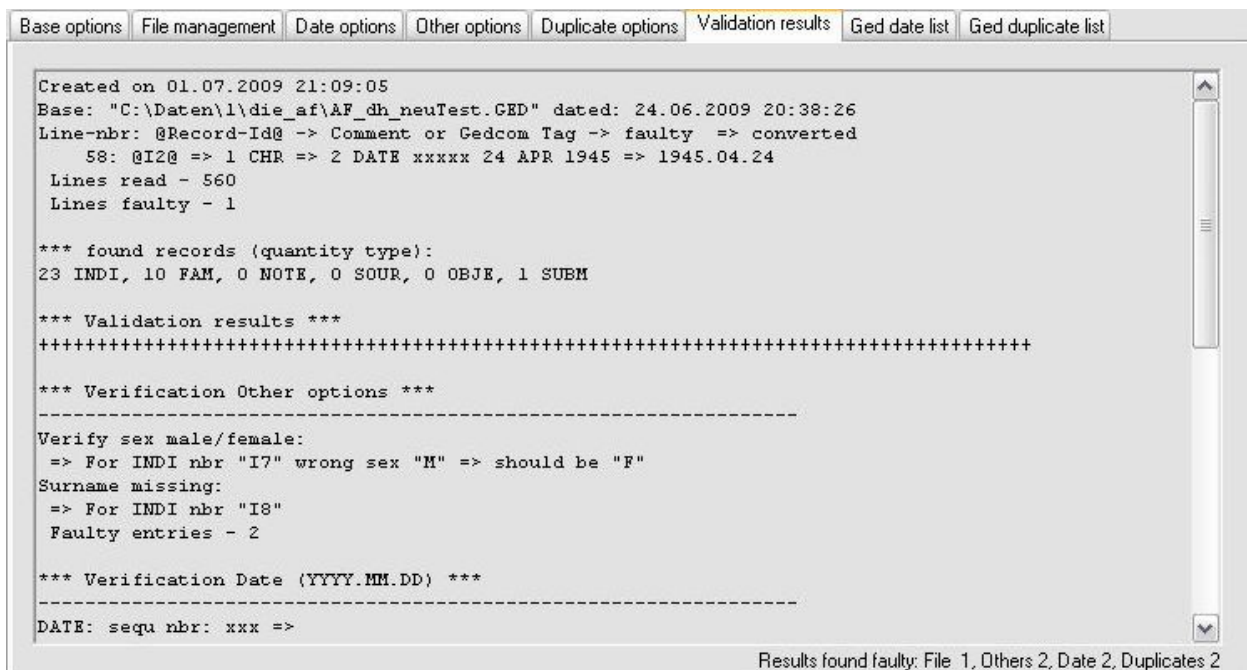 Base options File management Date options Other options Duplicate options Validation results Ged date list Ged duplicate list
Created on 01.07.2009 21:09:05
Base: "C:\Daten\1\die_af\AF_dh_neuTest.GED" dated: 24.06.2009 20:38:26
Line-nbr: @Record-Id@ -> Comment or Gedcom Tag -> faulty  => converted
    58: @I2@ => 1 CHR => 2 DATE xxxxx 24 APR 1945 => 1945.04.24
 Lines read - 560
 Lines faulty - 1
*** found records (quantity type):
23 INDI, 10 FAM, 0 NOTE, 0 SOUR, 0 OBJE, 1 SUBM
*** Validation results ***
++++++++++++++++++++++++++++++++++++++++++++++++++++++++++++++++++++++++++++++++++++
*** Verification Other options ***
----------------------------------------------------------------
Verify sex male/female:
 => For INDI nbr "I7" wrong sex "M" => should be "F"
Surname missing:
 => For INDI nbr "I8"
 Faulty entries - 2
*** Verification Date (YYYY.MM.DD) ***
----------------------------------------------------------------
DATE: sequ nbr: xxx =>
Results found faulty: File 1, Others 2, Date 2, Duplicates 2